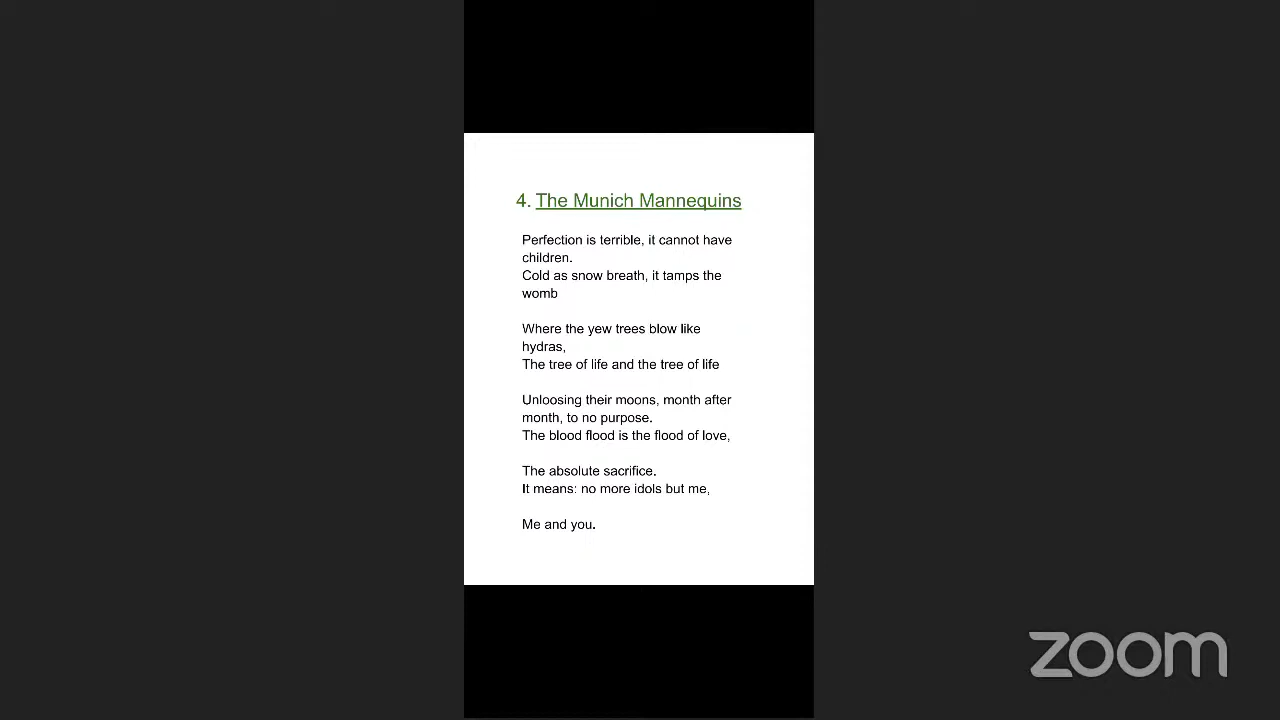 4. The Munich Mannequins
Perfection is terrible, it cannot have
children.
Cold as snow breath, it tamps the
womb
Where the yew trees blow like
hydras,
The tree of life and the tree of life
Unloosing their moons, month after
month, to no purpose.
The blood flood is the flood of love,
The absolute sacrifice.
It means: no more idols but me,
Me and you.
zoom